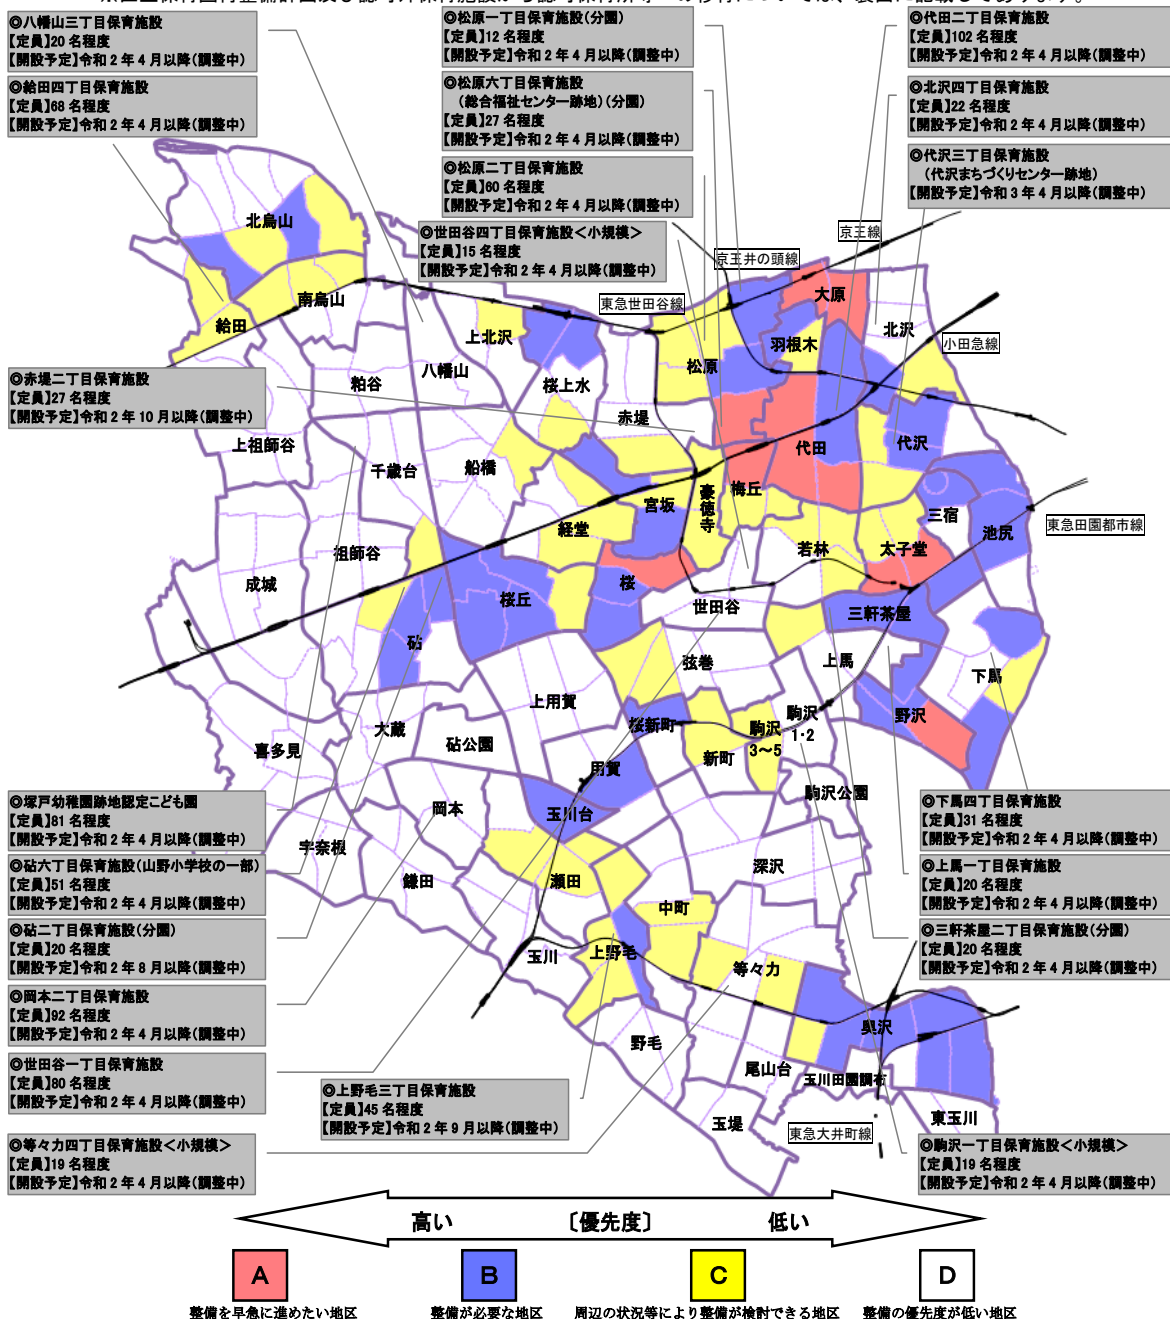 ◎八幡山三丁目保育施設
【定員】20 名程度
【開設予定】令和 2 年 4 月以降(調整中)
◎給田四丁目保育施設
【定員】68 名程度
【開設予定】令和 2 年 4 月以降(調整中)
◎松原一丁目保育施設(分園)
【定員】12 名程度
【開設予定】令和 2 年 4 月以降(調整中)
◎松原六丁目保育施設
(総合福祉センター跡地)(分園)
【定員】27 名程度
【開設予定】令和 2 年 4 月以降(調整中)
◎松原二丁目保育施設
【定員】60 名程度
【開設予定】令和 2 年 4 月以降(調整中)
◎世田谷四丁目保育施設＜小規模＞
【定員】15 名程度
【開設予定】令和 2 年 4 月以降(調整中)
◎代田二丁目保育施設
【定員】102 名程度
【開設予定】令和 2 年 4 月以降(調整中)
◎北沢四丁目保育施設
【定員】22 名程度
【開設予定】令和 2 年 4 月以降(調整中)
◎代沢三丁目保育施設
(代沢まちづくりセンター跡地)
【開設予定】令和 3 年 4 月以降(調整中)
京王線
京王井の頭線
東急世田谷線
小田急線
東急田園都市線
北烏山
南烏山
給田
上北沢
八幡山
粕谷
桜上水
赤堤
松原
羽根木
大原
北沢
代田
代沢
◎赤堤二丁目保育施設
【定員】27 名程度
【開設予定】令和 2 年 10 月以降(調整中)
上祖師谷
千歳台
船橋
宮坂
豪徳寺
梅丘
経堂
三宿
池尻
若林
太子堂
祖師谷
成城
桜丘
桜
世田谷
三軒茶屋
砧
弦巻
上馬
下馬
上用賀
桜新町
駒沢
1・2
野沢
大蔵
砧公園
喜多見
用賀
新町
駒沢
3～5
駒沢公園
岡本
玉川台
宇奈根
鎌田
瀬田
深沢
中町
玉川
上野毛
等々力
野毛
奥沢
尾山台
玉川田園調布
玉堤
東玉川
東急大井町線
◎塚戸幼稚園跡地認定こども園
【定員】81 名程度
【開設予定】令和 2 年 4 月以降(調整中)
◎砧六丁目保育施設(山野小学校の一部)
【定員】51 名程度
【開設予定】令和 2 年 4 月以降(調整中)
◎砧二丁目保育施設(分園)
【定員】20 名程度
【開設予定】令和 2 年 8 月以降(調整中)
◎岡本二丁目保育施設
【定員】92 名程度
【開設予定】令和 2 年 4 月以降(調整中)
◎世田谷一丁目保育施設
【定員】80 名程度
【開設予定】令和 2 年 4 月以降(調整中)
◎等々力四丁目保育施設＜小規模＞
【定員】19 名程度
【開設予定】令和 2 年 4 月以降(調整中)
◎上野毛三丁目保育施設
【定員】45 名程度
【開設予定】令和 2 年 9 月以降(調整中)
◎下馬四丁目保育施設
【定員】31 名程度
【開設予定】令和 2 年 4 月以降(調整中)
◎上馬一丁目保育施設
【定員】20 名程度
【開設予定】令和 2 年 4 月以降(調整中)
◎三軒茶屋二丁目保育施設(分園)
【定員】20 名程度
【開設予定】令和 2 年 4 月以降(調整中)
◎駒沢一丁目保育施設＜小規模＞
【定員】19 名程度
【開設予定】令和 2 年 4 月以降(調整中)
高い 〔優先度〕 低い
A
整備を早急に進めたい地区
B
整備が必要な地区
C
周辺の状況等により整備が検討できる地区
D
整備の優先度が低い地区